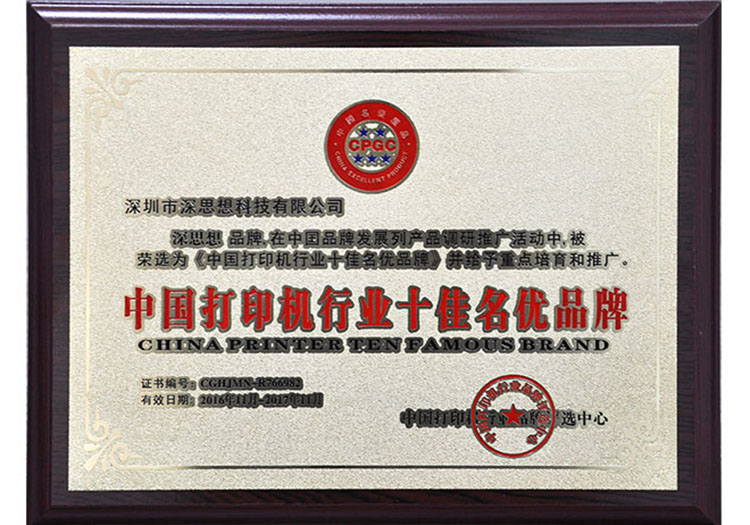 中国名优产品
CPGC
CHINA EXCELLENT PRODUCT
深圳市深思想科技有限公司
深思想 品牌,在中国品牌发展列产品调研推广活动中,被
荣选为《中国打印机行业十佳名优品牌》并给予重点培育和推广。
中国打印机行业十佳名优品牌
CHINA PRINTER TEN FAMOUS BRAND
证书编号: CGHJMN-R766982
有效日期: 2016年11月-2017年11月
中国打印机行业品牌 选中心